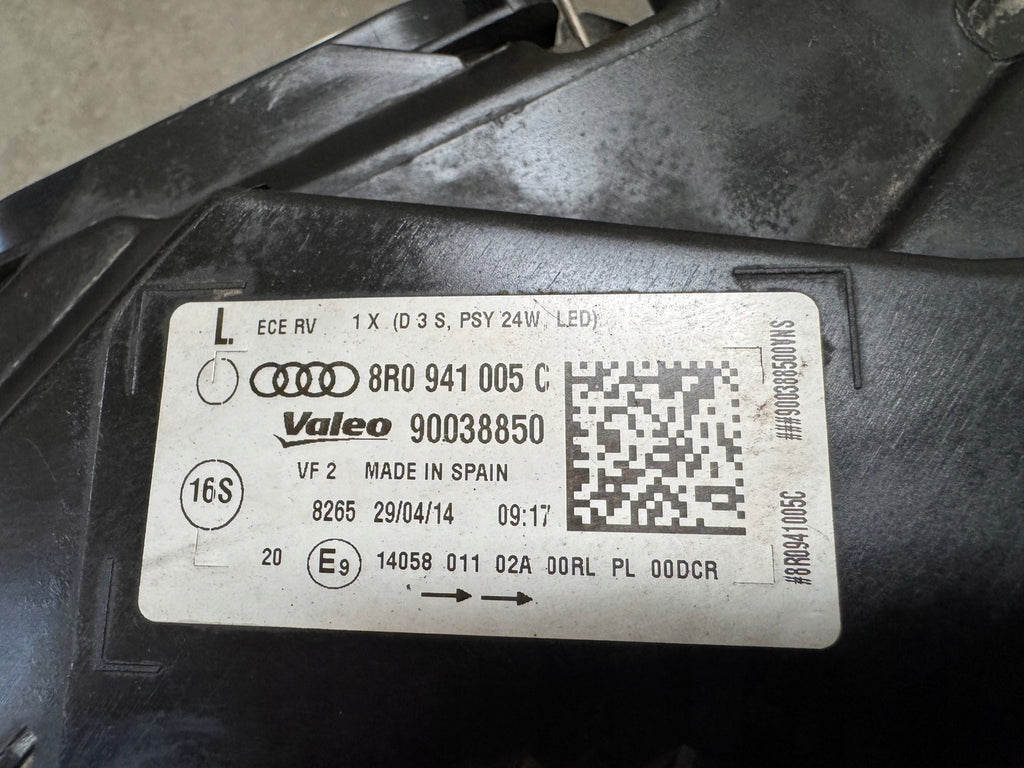 L. ECE RV 1 X (D 3 S, PSY 24W, LED)
8R0 941 005 C
Valeo 90038850
VF 2 MADE IN SPAIN
16S
8265 29/04/14 09:17
20 E9 14058 011 02A 00RL PL 00DCR
###90038850OVNS
#8R0941005C